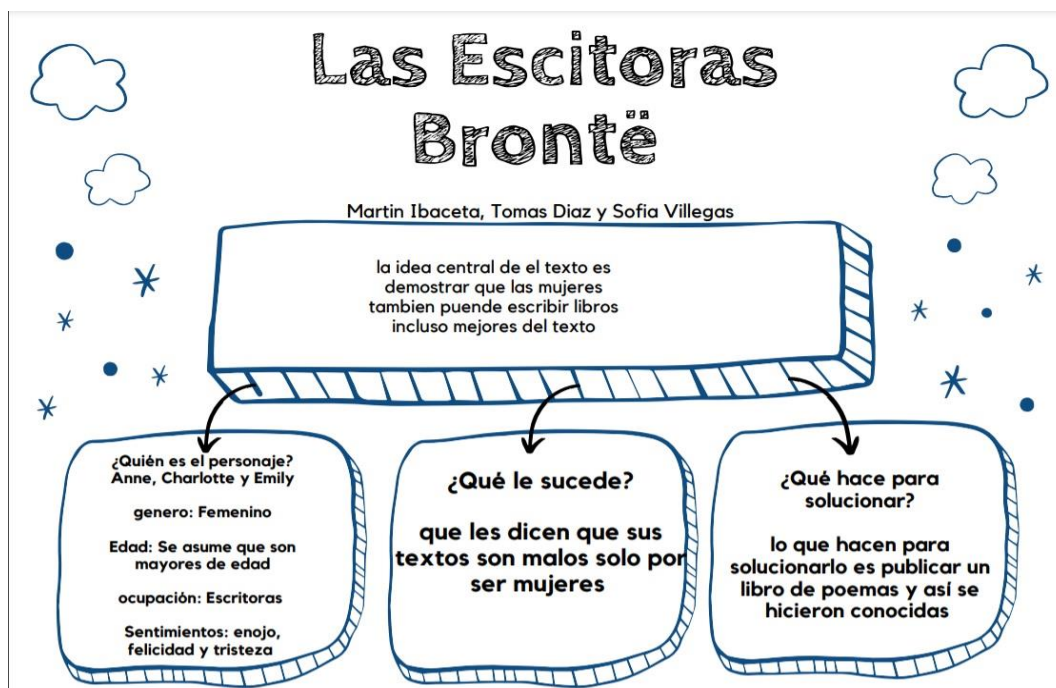 Las Escitoras
Brontë
Martin Ibaceta, Tomas Diaz y Sofia Villegas
la idea central de el texto es
demostrar que las mujeres
tambien puende escribir libros
incluso mejores del texto
¿Quién es el personaje?
Anne, Charlotte y Emily
genero: Femenino
Edad: Se asume que son
mayores de edad
ocupación: Escritoras
Sentimientos: enojo,
felicidad y tristeza
¿Qué le sucede?
que les dicen que sus
textos son malos solo por
ser mujeres
¿Qué hace para
solucionar?
lo que hacen para
solucionarlo es publicar un
libro de poemas y así se
hicieron conocidas